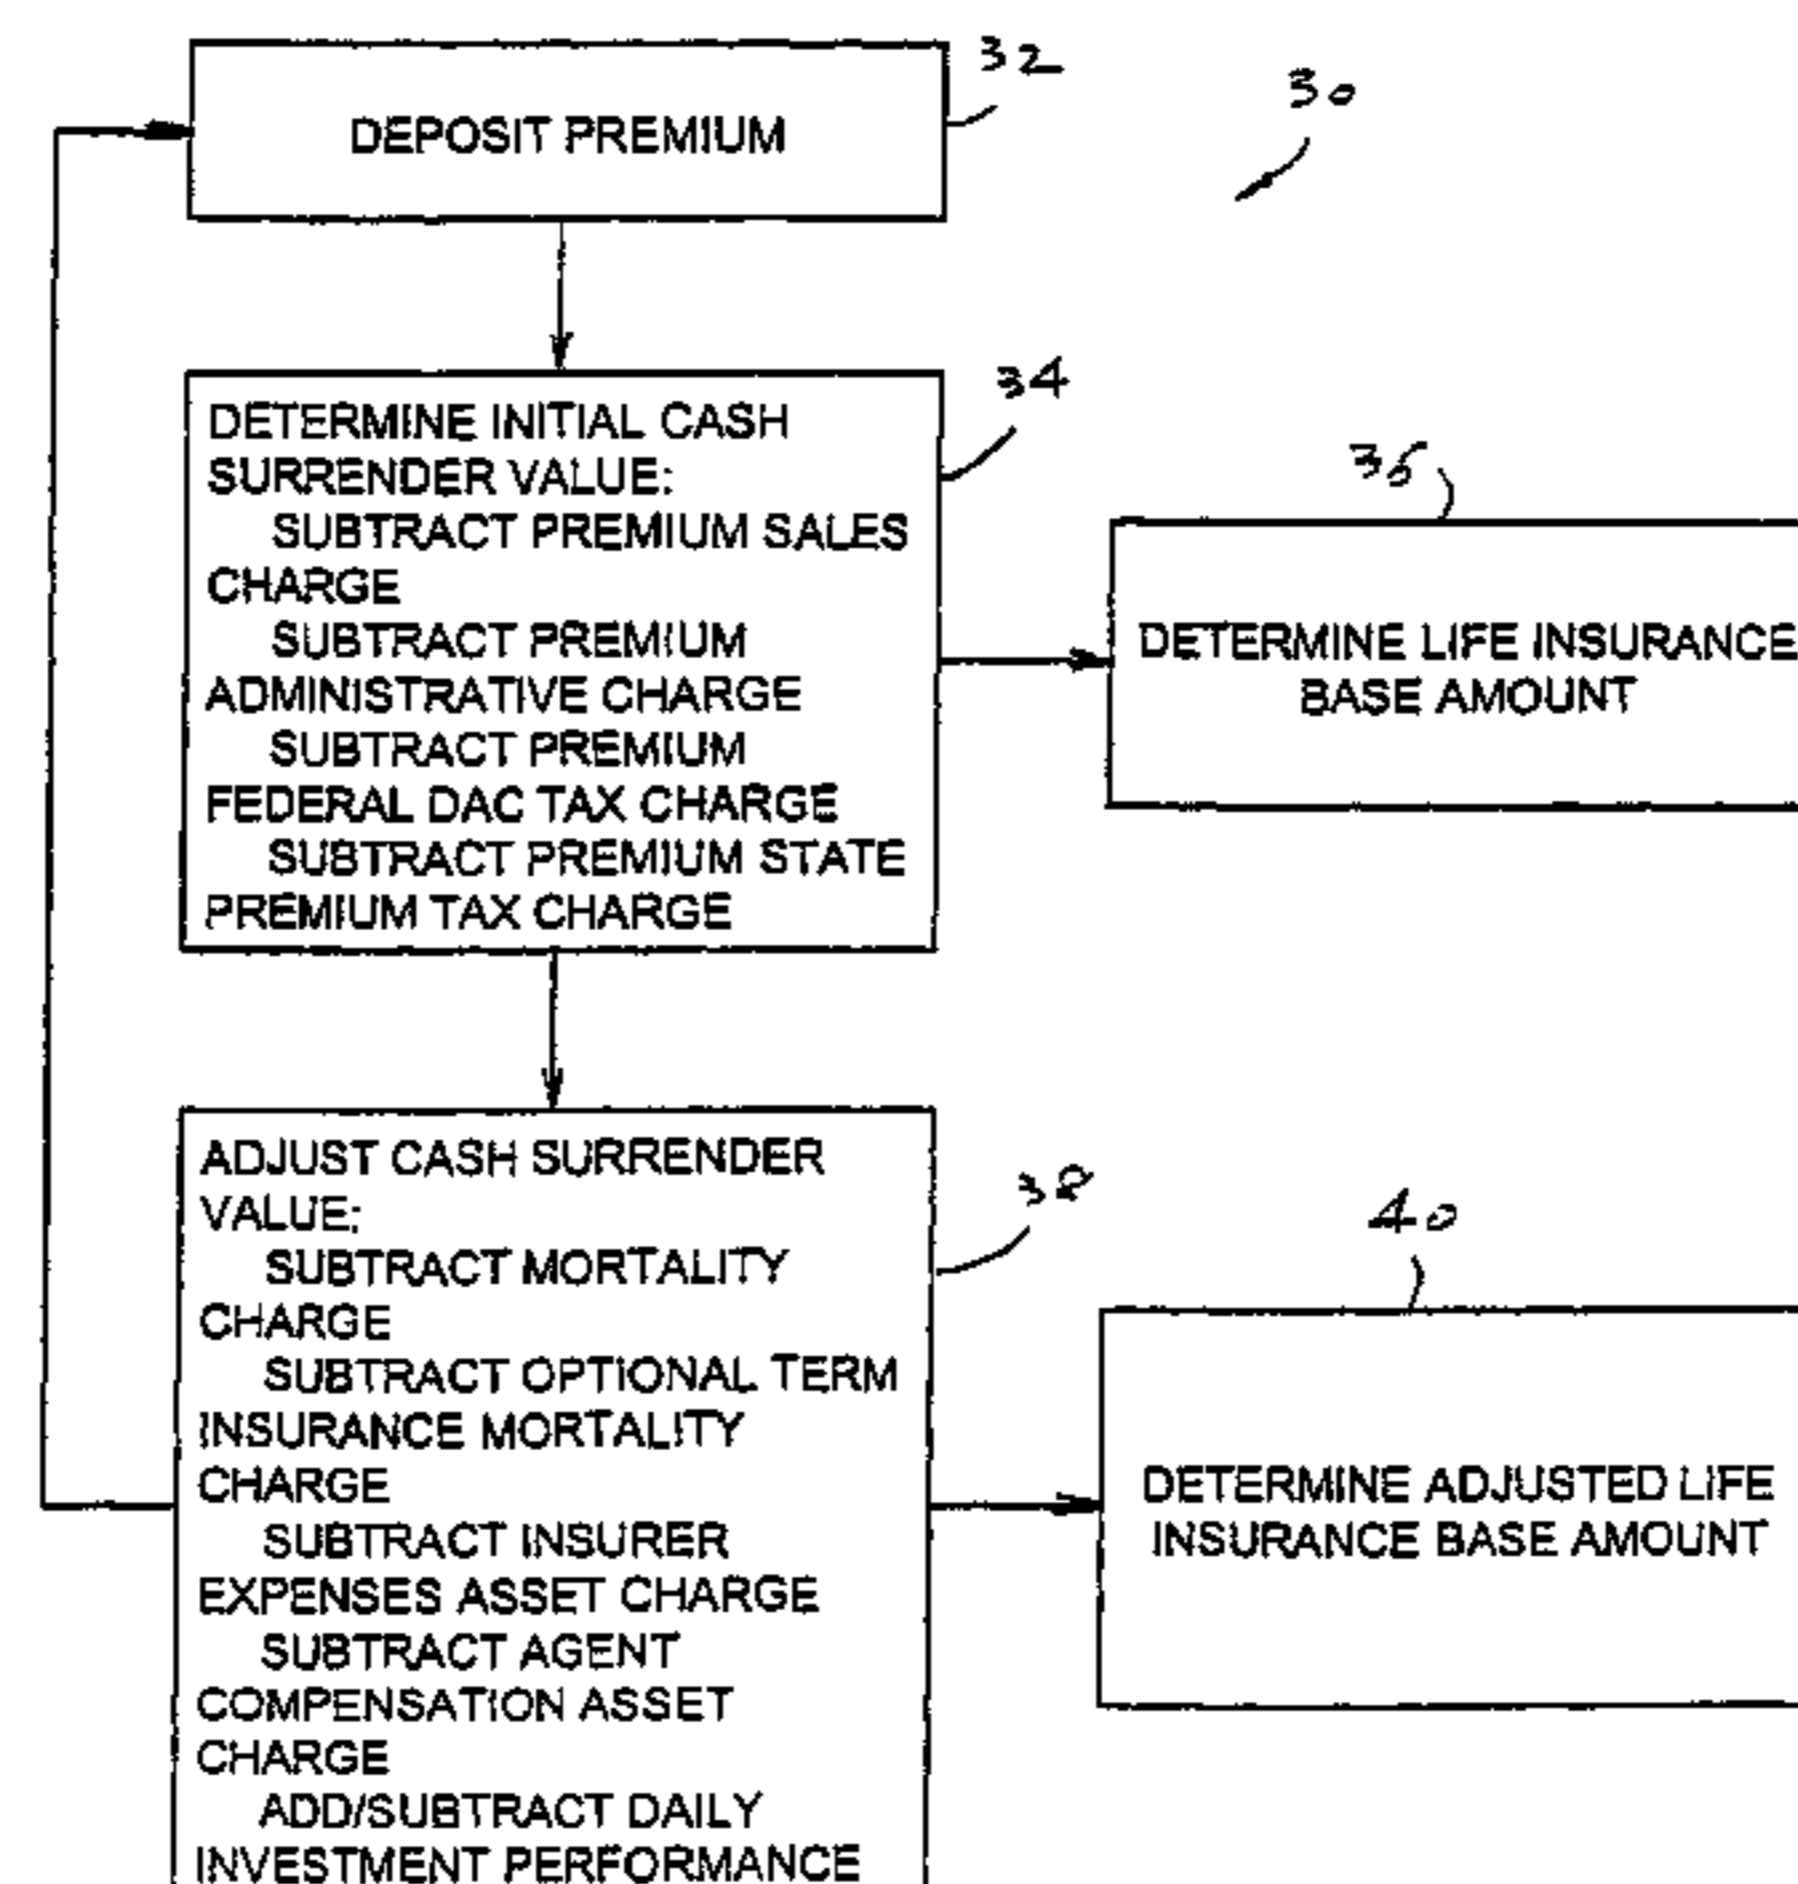 32
30
DEPOSIT PREMIUM
34
DETERMINE INITIAL CASH
SURRENDER VALUE:
SUBTRACT PREMIUM SALES
CHARGE
SUBTRACT PREMIUM
ADMINISTRATIVE CHARGE
SUBTRACT PREMIUM
FEDERAL DAC TAX CHARGE
SUBTRACT PREMIUM STATE
PREMIUM TAX CHARGE
36
DETERMINE LIFE INSURANCE
BASE AMOUNT
38
ADJUST CASH SURRENDER
VALUE:
SUBTRACT MORTALITY
CHARGE
SUBTRACT OPTIONAL TERM
INSURANCE MORTALITY
CHARGE
SUBTRACT INSURER
EXPENSES ASSET CHARGE
SUBTRACT AGENT
COMPENSATION ASSET
CHARGE
ADD/SUBTRACT DAILY
INVESTMENT PERFORMANCE
40
DETERMINE ADJUSTED LIFE
INSURANCE BASE AMOUNT